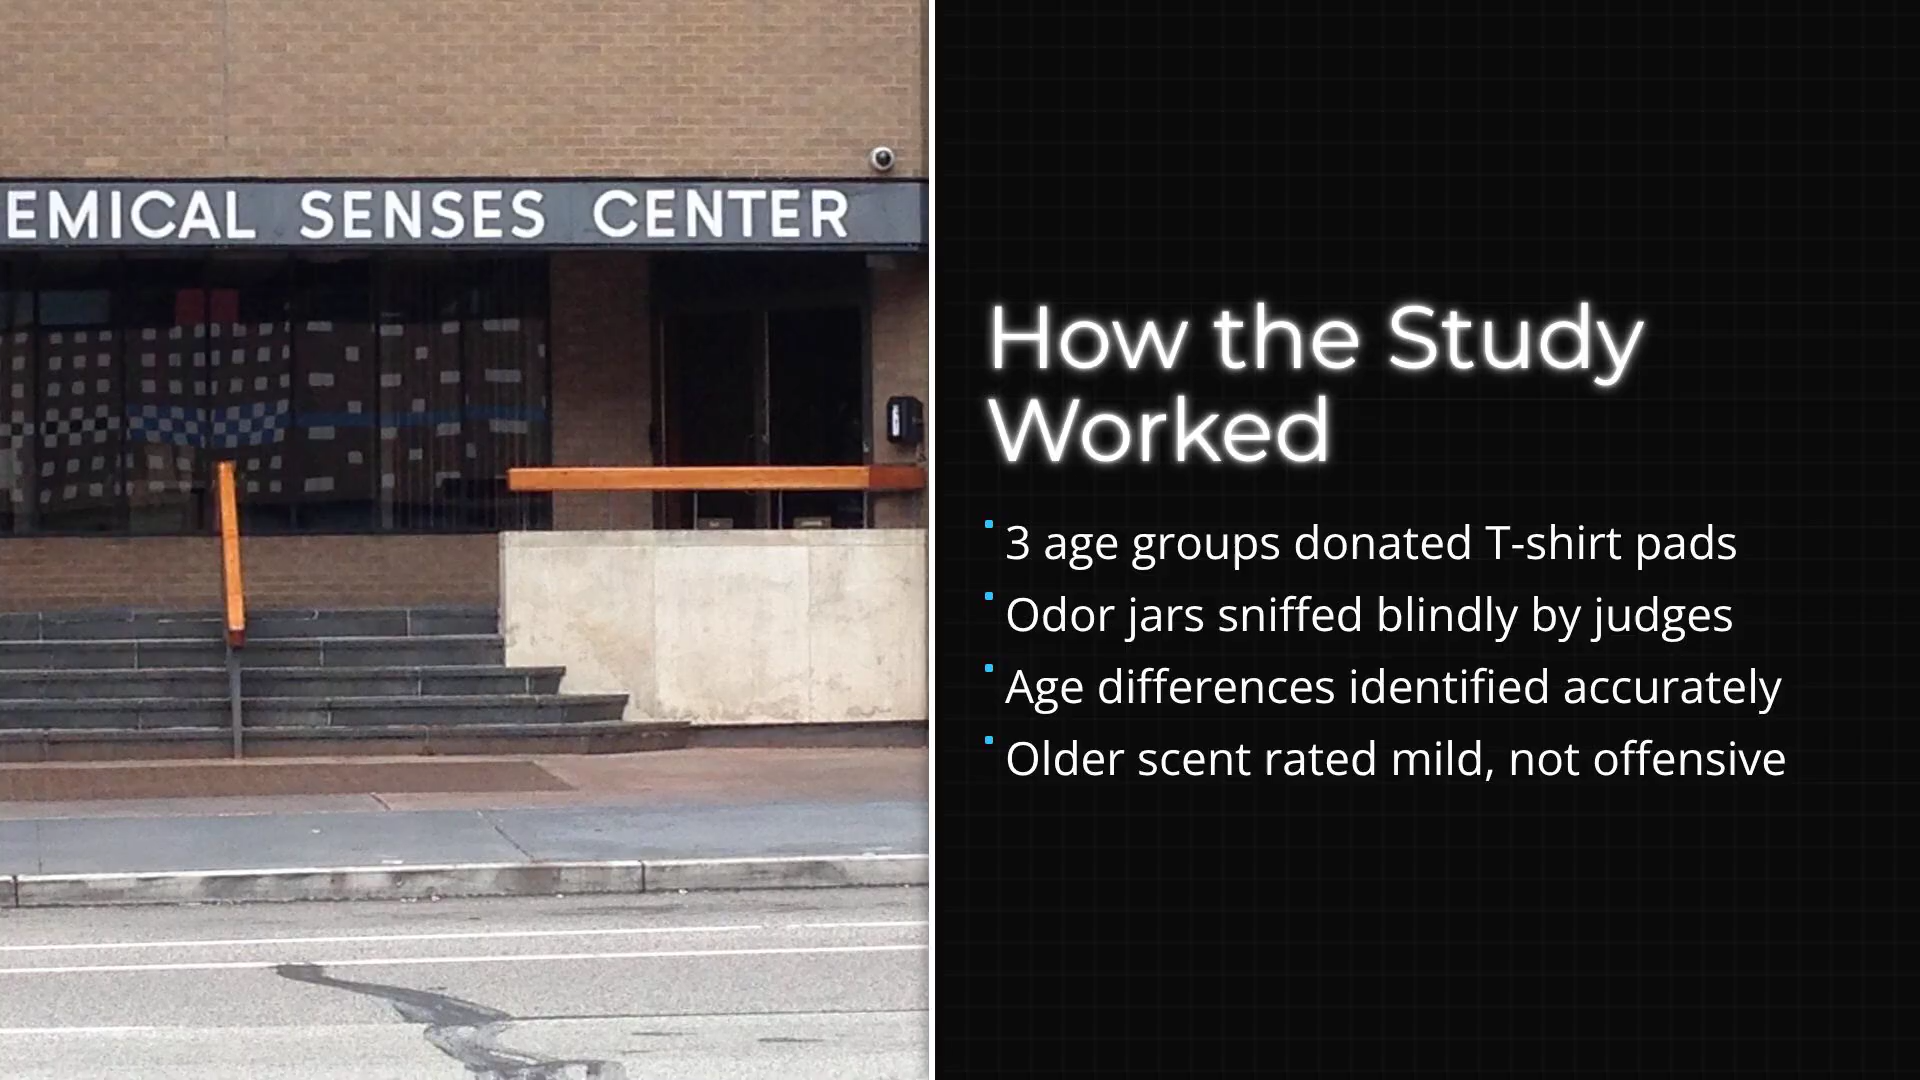 EMICAL SENSES CENTER
How the Study
Worked
3 age groups donated T-shirt pads
Odor jars sniffed blindly by judges
Age differences identified accurately
Older scent rated mild, not offensive